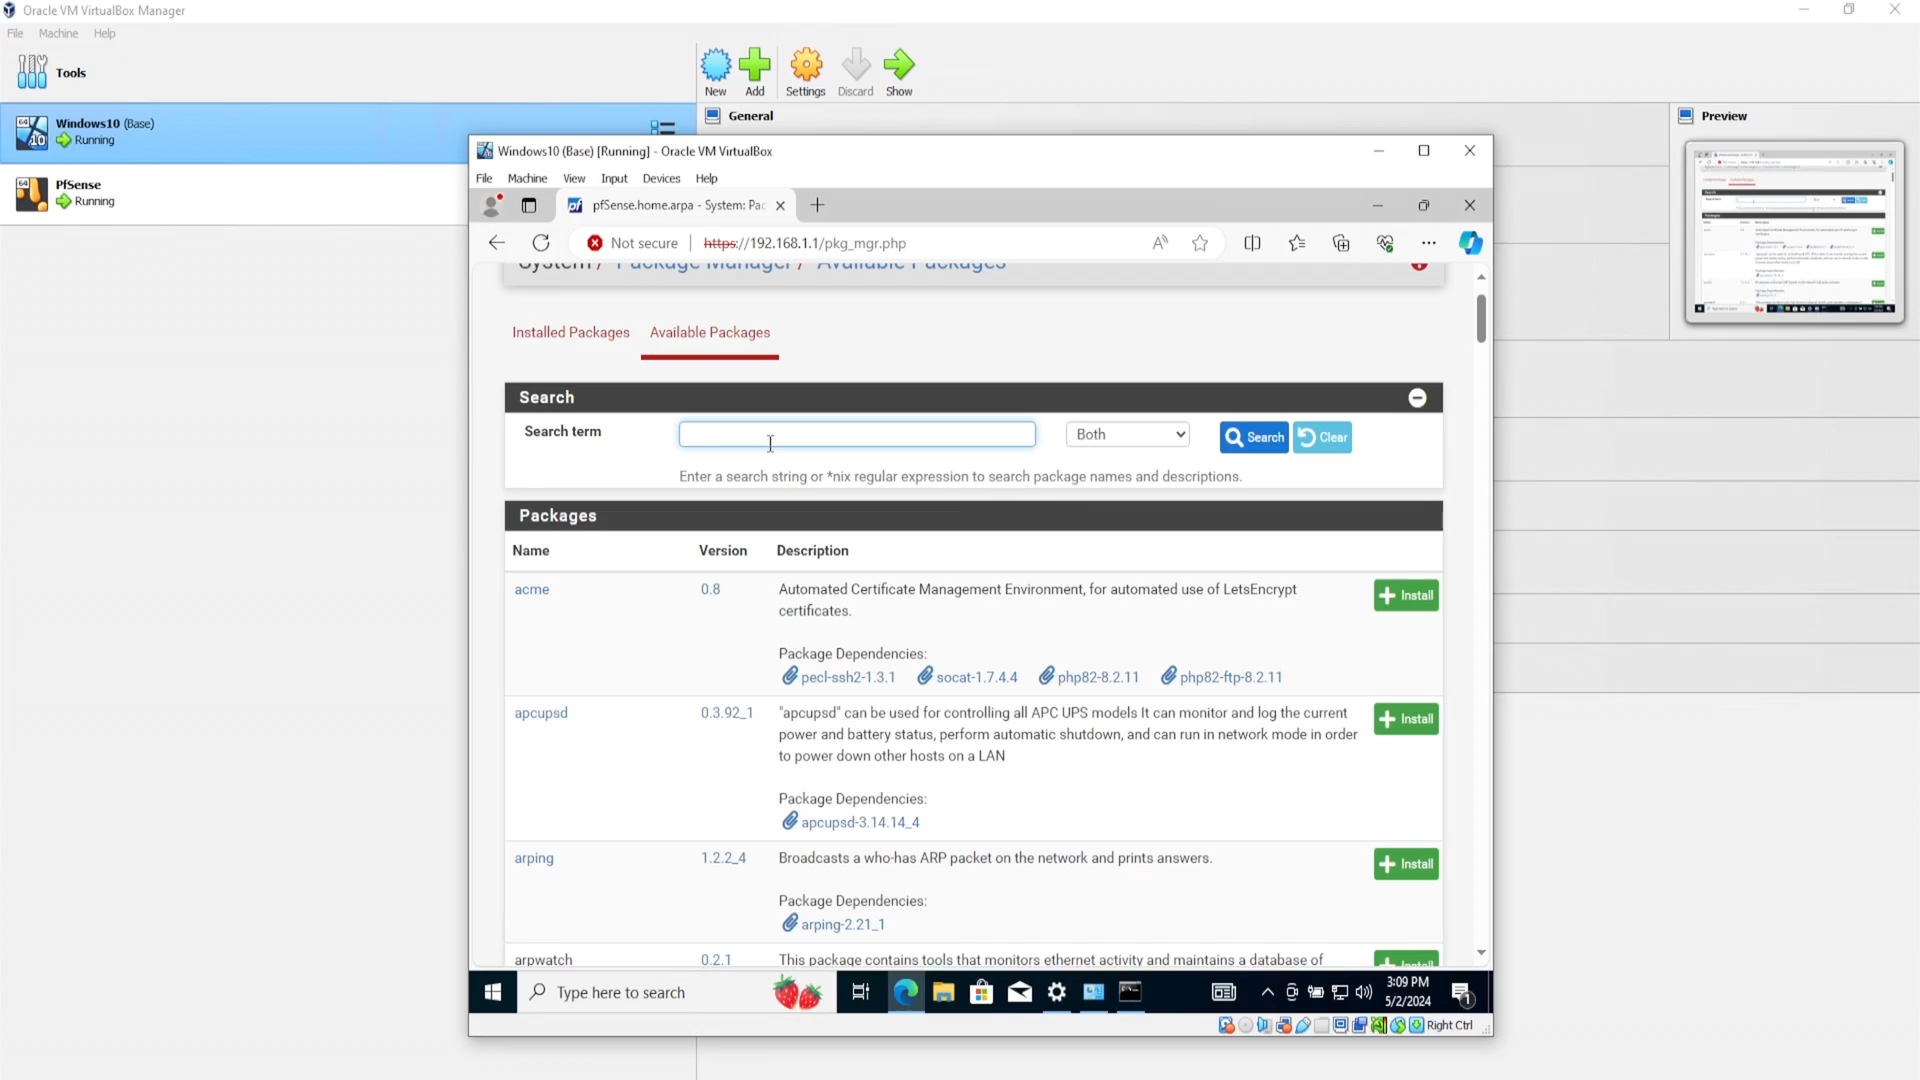 Oracle VM VirtualBox Manager
File Machine Help
Tools
New Add Settings Discard Show
Windows10 (Base)
Running
PfSense
Running
General
Preview
Windows10 (Base) [Running] - Oracle VM VirtualBox
File Machine View Input Devices Help
pfSense.home.arpa - System: Pac
Not secure https://192.168.1.1/pkg_mgr.php
System / Package Manager / Available Packages
Installed Packages Available Packages
Search
Search term Both Search Clear
Enter a search string or *nix regular expression to search package names and descriptions.
Packages
Name Version Description
acme 0.8 Automated Certificate Management Environment, for automated use of LetsEncrypt Install
certificates.
Package Dependencies:
pecl-ssh2-1.3.1 socat-1.7.4.4 php82-8.2.11 php82-ftp-8.2.11
apcupsd 0.3.92_1 "apcupsd" can be used for controlling all APC UPS models It can monitor and log the current Install
power and battery status, perform automatic shutdown, and can run in network mode in order
to power down other hosts on a LAN
Package Dependencies:
apcupsd-3.14.14_4
arping 1.2.2_4 Broadcasts a who-has ARP packet on the network and prints answers. Install
Package Dependencies:
arping-2.21_1
arpwatch 0.2.1 This package contains tools that monitors ethernet activity and maintains a database of Install
Type here to search
3:09 PM
5/2/2024
1
Right Ctrl